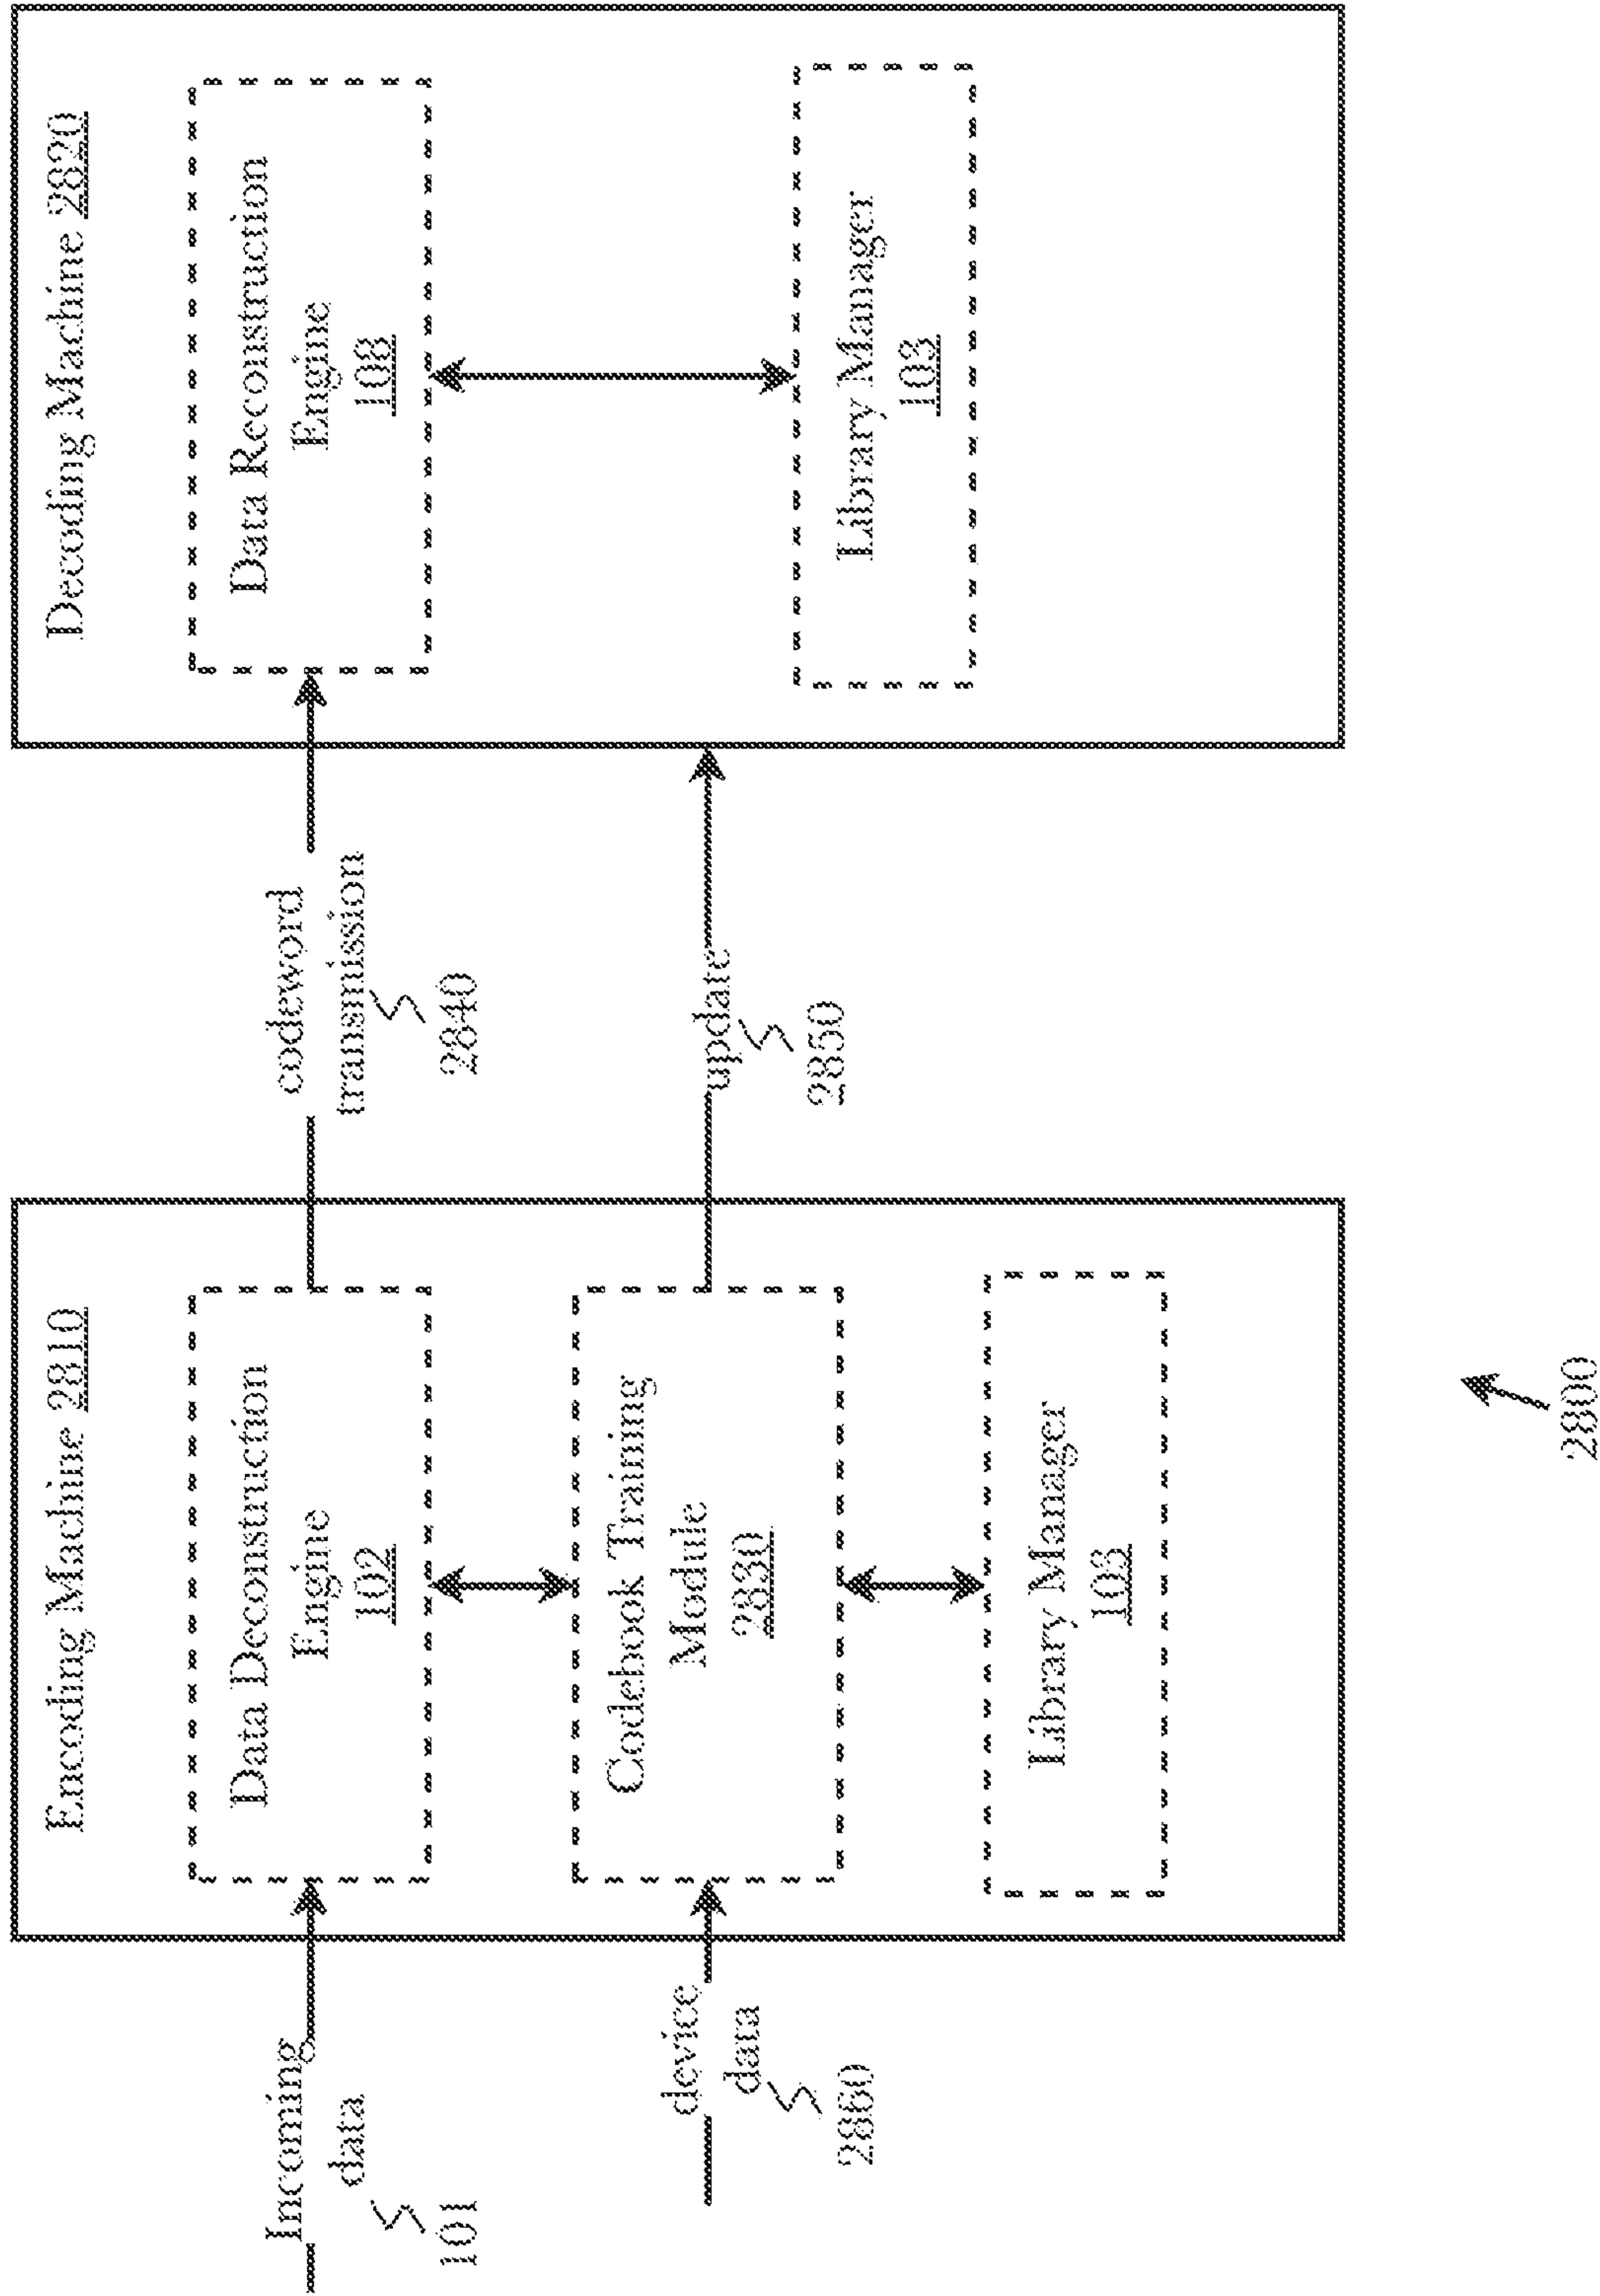 Encoding Machine 2810
Incoming
data
101
Data Deconstruction
Engine
102
device
data
2860
Codebook Training
Module
2830
Library Manager
103
codeword
transmission
2840
update
2850
Decoding Machine 2820
Data Reconstruction
Engine
108
Library Manager
103
2800